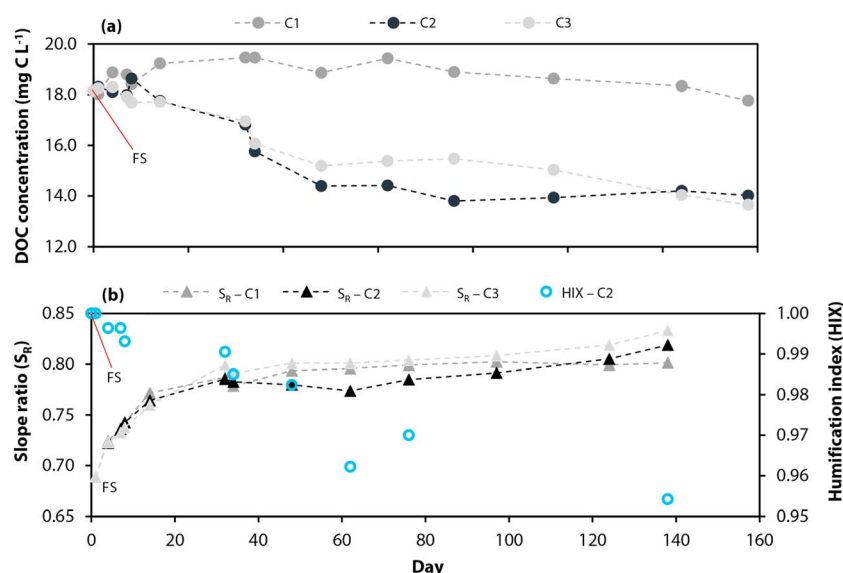 (a)
C1 C2 C3
DOC concentration (mg C L⁻¹)
20.0
18.0
16.0
14.0
12.0
FS
(b)
S_R – C1 S_R – C2 S_R – C3 HIX – C2
Slope ratio (S_R)
0.85
0.80
0.75
0.70
0.65
FS
FS
1.00
0.99
0.98
0.97
0.96
0.95
Humification index (HIX)
0 20 40 60 80 100 120 140 160
Day